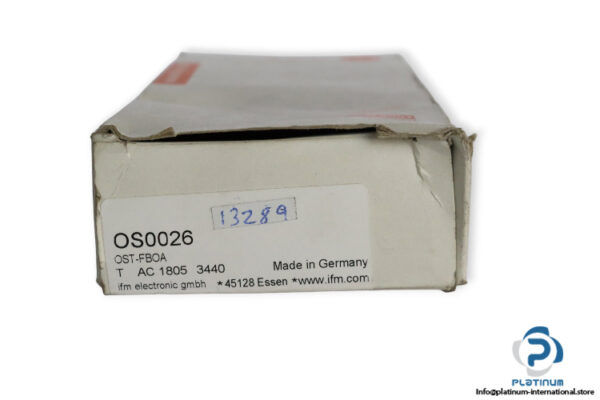 13289
OS0026
OST-FBOA
T AC 1805 3440 Made in Germany
ifm electronic gmbh *45128 Essen *www.ifm.com
PLATINUM
Info@platinum-international.store